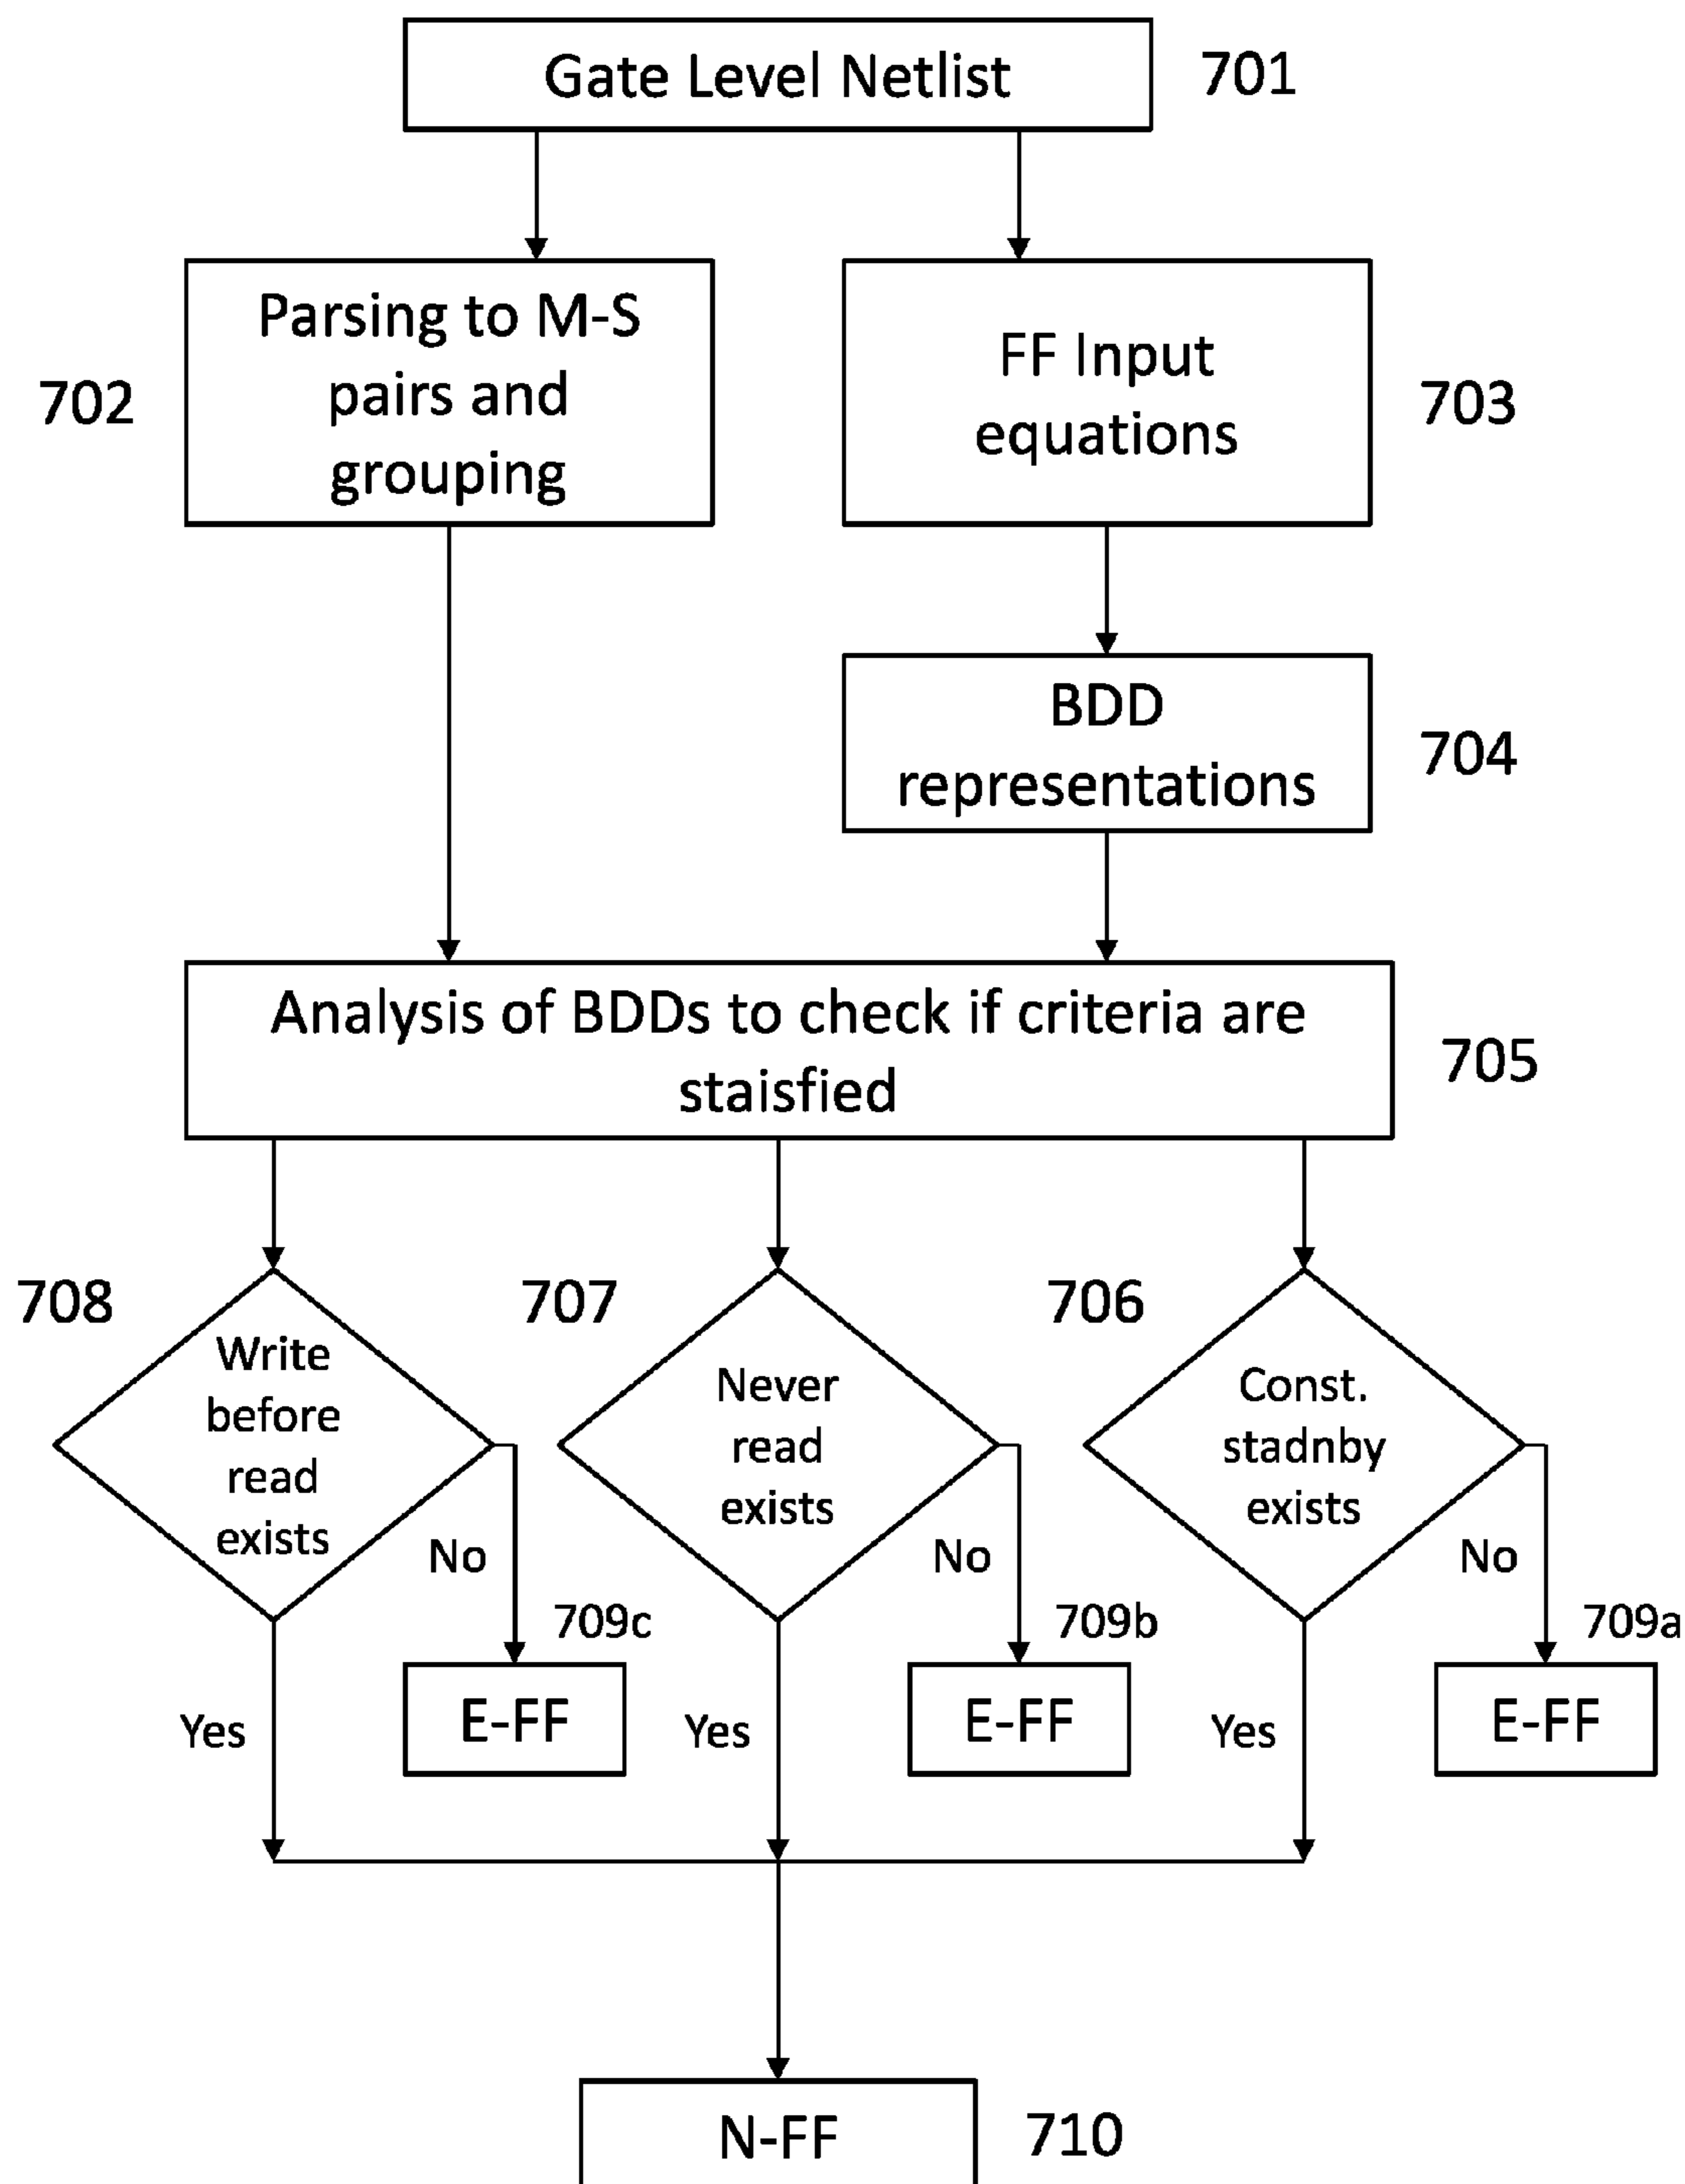 Gate Level Netlist
701
Parsing to M-S
pairs and
grouping
702
FF Input
equations
703
BDD
representations
704
Analysis of BDDs to check if criteria are
staisfied
705
708
Write
before
read
exists
No
709c
E-FF
Yes
707
Never
read
exists
No
709b
E-FF
Yes
706
Const.
stadnby
exists
No
709a
E-FF
Yes
N-FF
710